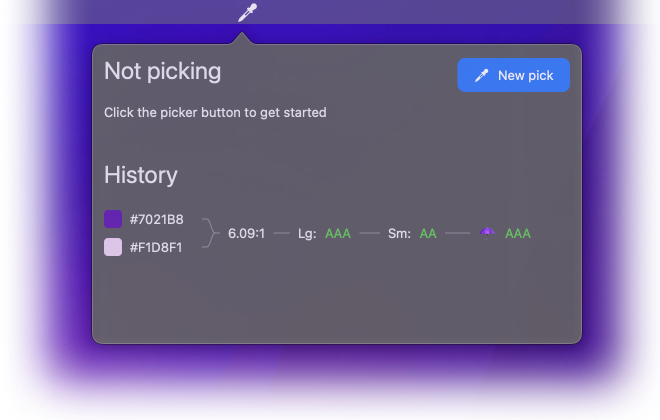 Not picking
New pick
Click the picker button to get started
History
#7021B8
#F1D8F1
6.09:1 Lg: AAA Sm: AA AAA